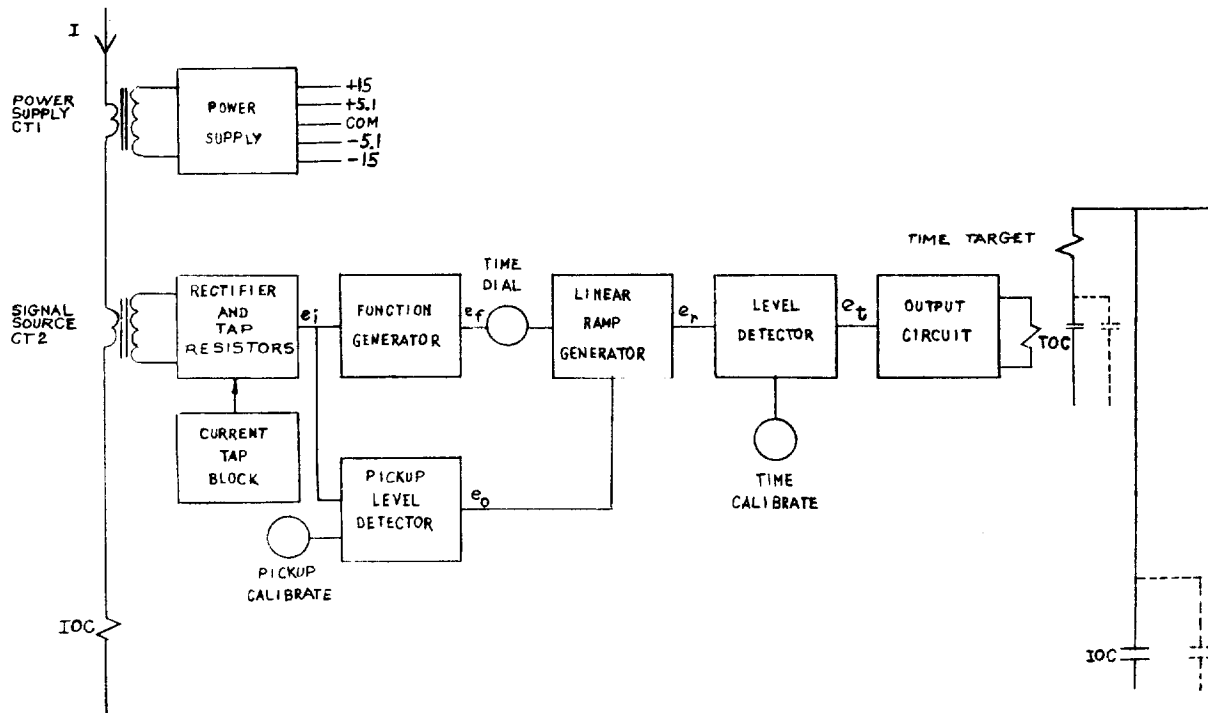 I
POWER
SUPPLY
CT1
POWER
SUPPLY
+15
+5.1
COM
-5.1
-15
SIGNAL
SOURCE
CT2
RECTIFIER
AND
TAP
RESISTORS
ei
FUNCTION
GENERATOR
ef
TIME
DIAL
LINEAR
RAMP
GENERATOR
er
LEVEL
DETECTOR
et
OUTPUT
CIRCUIT
TOC
TIME TARGET
CURRENT
TAP
BLOCK
PICKUP
LEVEL
DETECTOR
eo
TIME
CALIBRATE
PICKUP
CALIBRATE
IOC
IOC